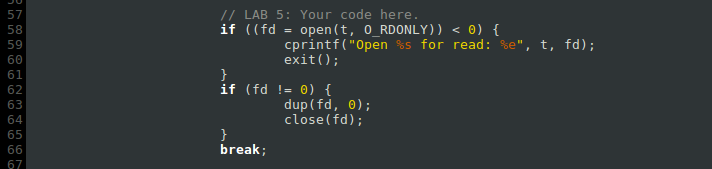 57 // LAB 5: Your code here.
58 if ((fd = open(t, O_RDONLY)) < 0) {
59 cprintf("Open %s for read: %e", t, fd);
60 exit();
61 }
62 if (fd != 0) {
63 dup(fd, 0);
64 close(fd);
65 }
66 break;
67